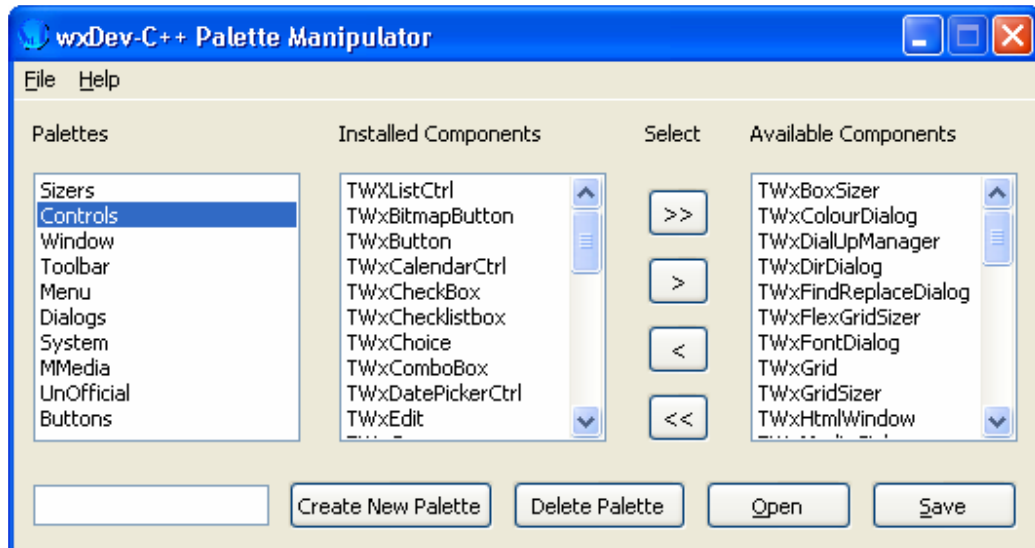 wxDev-C++ Palette Manipulator
File Help
Palettes Installed Components Select Available Components
Sizers
Controls
Window
Toolbar
Menu
Dialogs
System
MMedia
UnOfficial
Buttons
TWXListCtrl
TWxBitmapButton
TWxButton
TWxCalendarCtrl
TWxCheckBox
TWxChecklistbox
TWxChoice
TWxComboBox
TWxDatePickerCtrl
TWxEdit
>>
>
<
<<
TWxBoxSizer
TWxColourDialog
TWxDialUpManager
TWxDirDialog
TWxFindReplaceDialog
TWxFlexGridSizer
TWxFontDialog
TWxGrid
TWxGridSizer
TWxHtmlWindow
Create New Palette Delete Palette Open Save